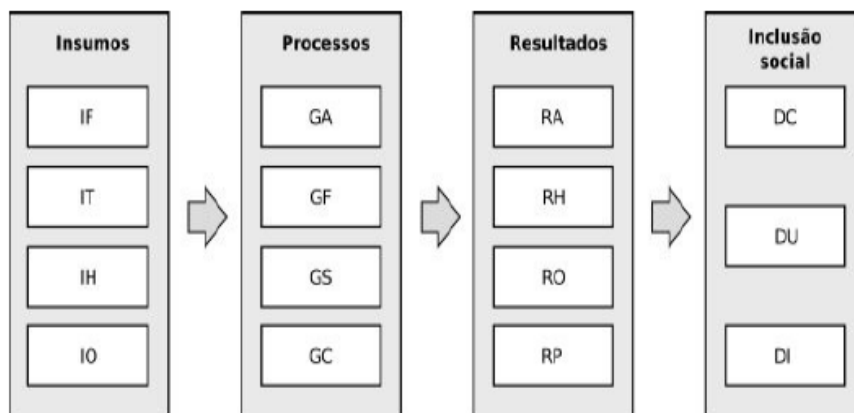 Insumos
IF
IT
IH
IO
Processos
GA
GF
GS
GC
Resultados
RA
RH
RO
RP
Inclusão
social
DC
DU
DI